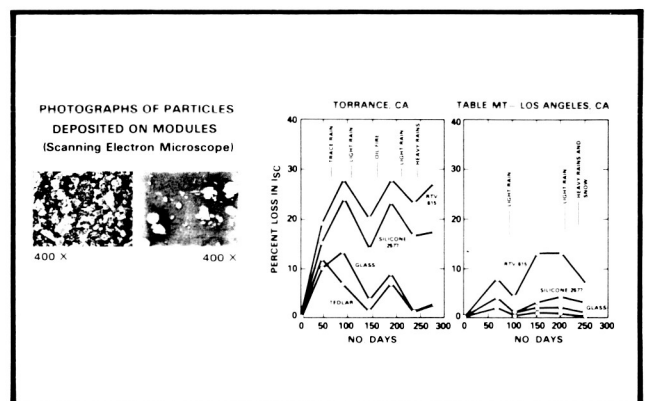 PHOTOGRAPHS OF PARTICLES
DEPOSITED ON MODULES
(Scanning Electron Microscope)
400 X
400 X
TORRANCE, CA
PERCENT LOSS IN ISC
40
30
20
10
0
TRACE RAIN
LIGHT RAIN
OIL FIRE
LIGHT RAIN
HEAVY RAINS
RTV
615
SILICONE
2577
GLASS
TEDLAR
0
50
100
150
200
250
300
NO DAYS
TABLE MT – LOS ANGELES, CA
40
30
20
10
0
LIGHT RAIN
LIGHT RAIN
HEAVY RAINS AND
SNOW
RTV 615
SILICONE 2577
GLASS
0
50
100
150
200
250
300
NO DAYS